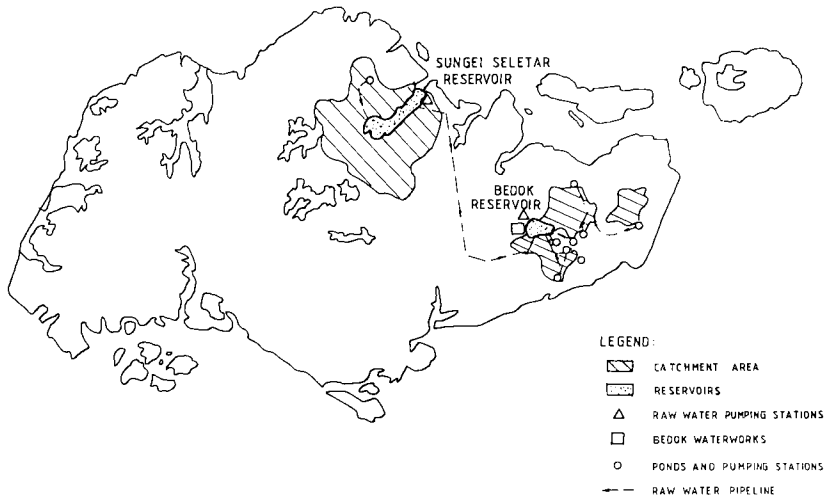 SUNGEI SELETAR
RESERVOIR
BEDOK
RESERVOIR
LEGEND:
CATCHMENT AREA
RESERVOIRS
RAW WATER PUMPING STATIONS
BEDOK WATERWORKS
PONDS AND PUMPING STATIONS
RAW WATER PIPELINE